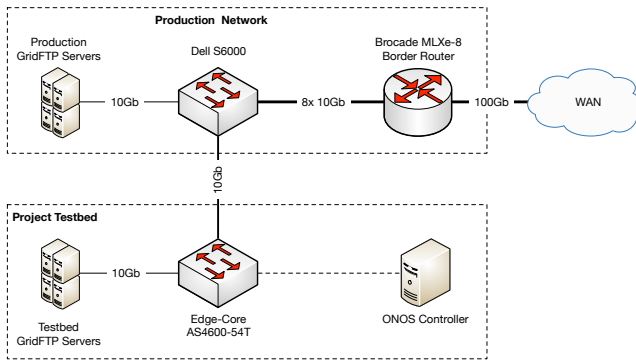 Production Network
Production
GridFTP Servers
Dell S6000
Brocade MLXe-8
Border Router
10Gb
8x 10Gb
100Gb
WAN
10Gb
Project Testbed
10Gb
Testbed
GridFTP Servers
Edge-Core
AS4600-54T
ONOS Controller